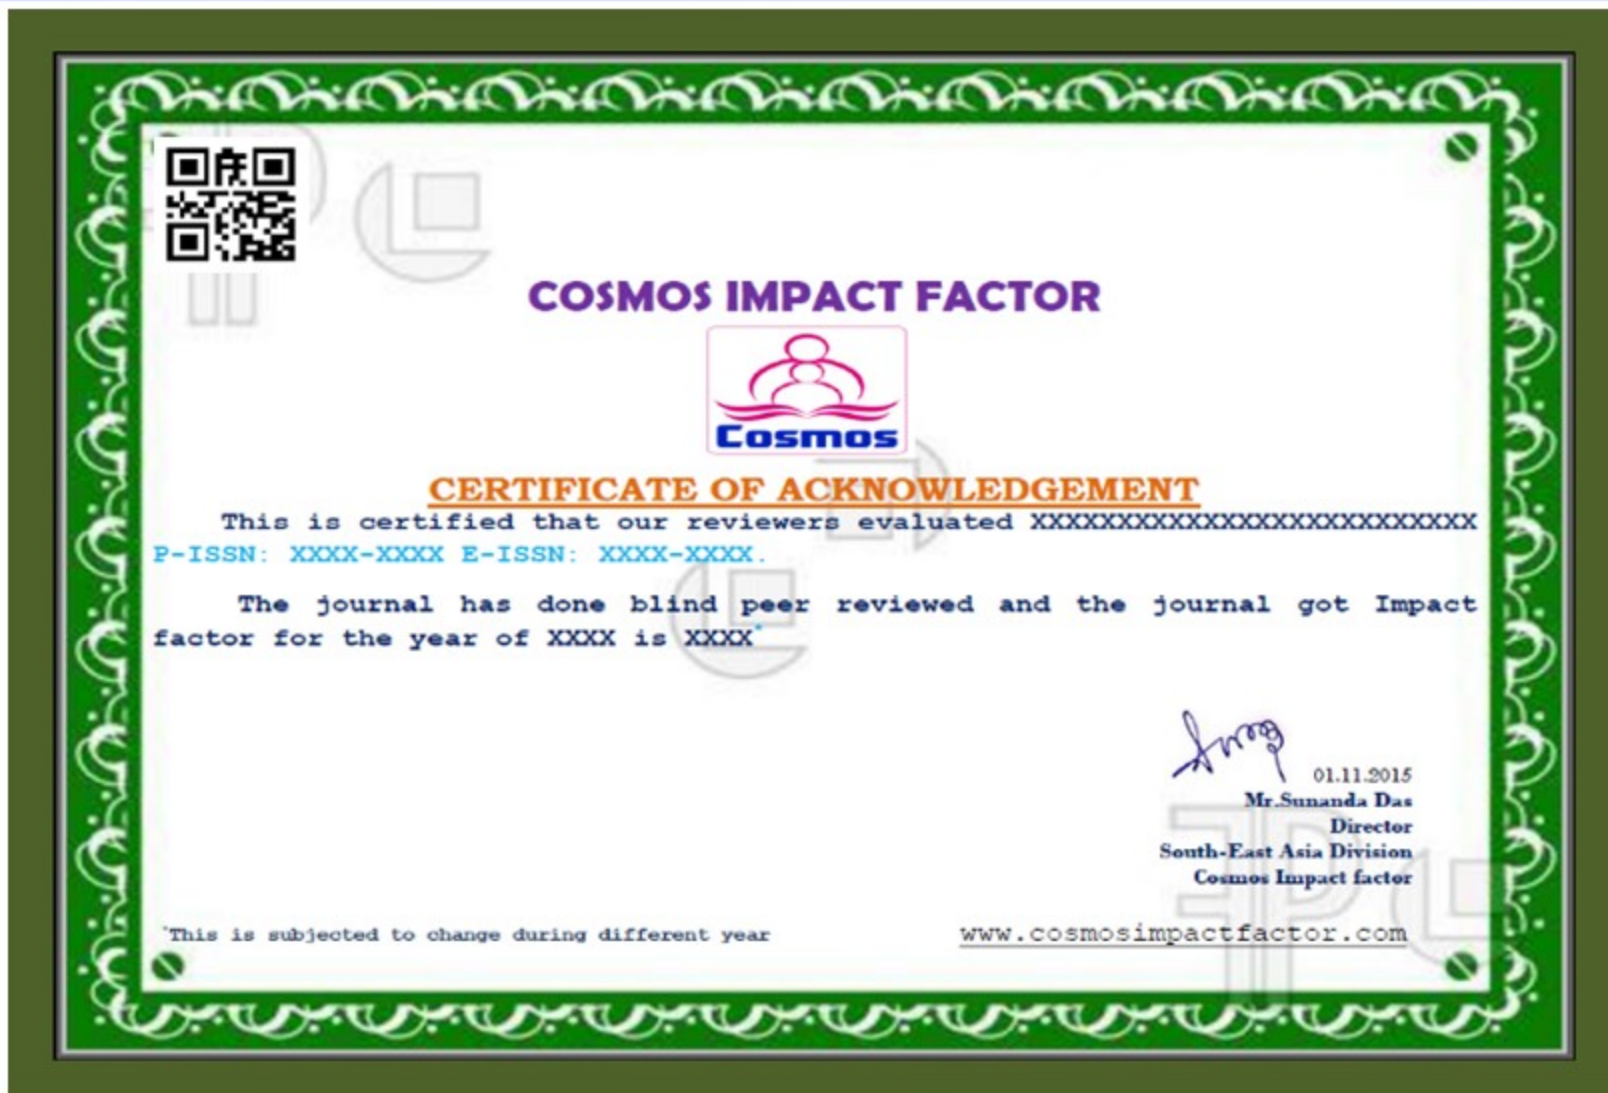 COSMOS IMPACT FACTOR
Cosmos
CERTIFICATE OF ACKNOWLEDGEMENT
This is certified that our reviewers evaluated XXXXXXXXXXXXXXXXXXXXXXXXXX
P-ISSN: XXXX-XXXX E-ISSN: XXXX-XXXX.
The journal has done blind peer reviewed and the journal got Impact
factor for the year of XXXX is XXXX*
01.11.2015
Mr.Sunanda Das
Director
South-East Asia Division
Cosmos Impact factor
*This is subjected to change during different year
www.cosmosimpactfactor.com